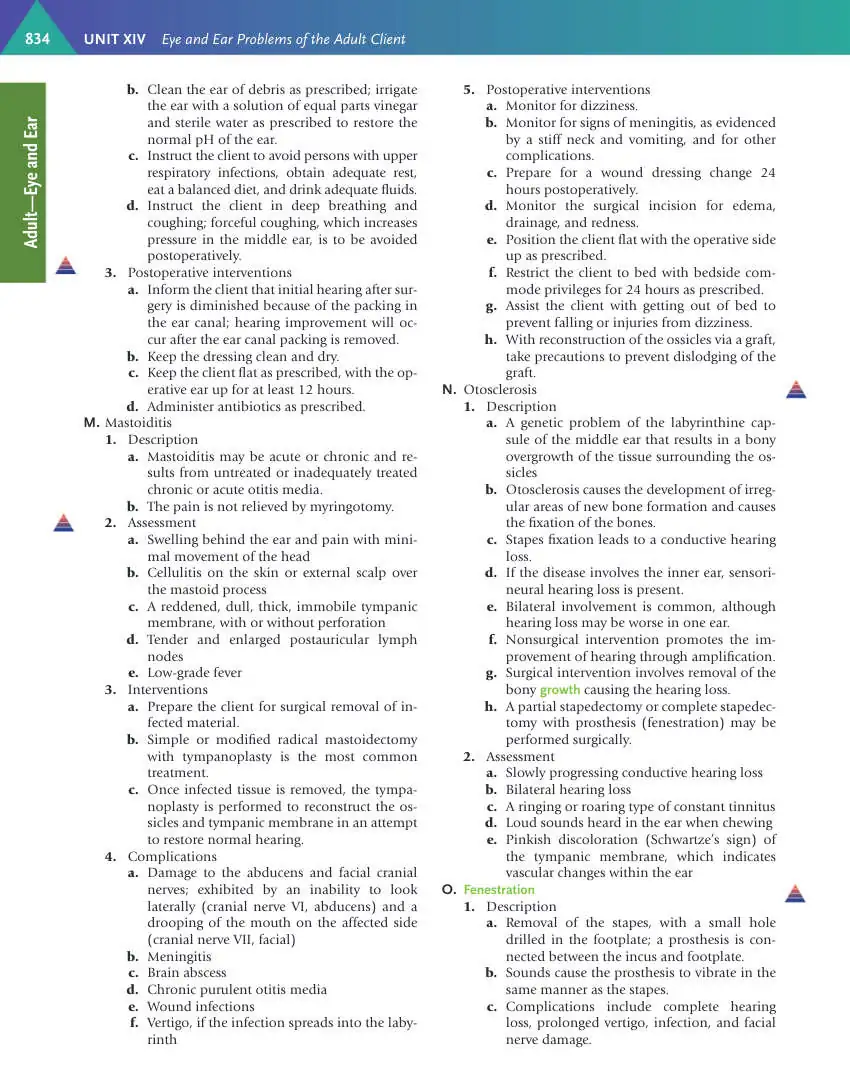 834 UNIT XIV Eye and Ear Problems of the Adult Client
Adult—Eye and Ear
b. Clean the ear of debris as prescribed; irrigate
the ear with a solution of equal parts vinegar
and sterile water as prescribed to restore the
normal pH of the ear.
c. Instruct the client to avoid persons with upper
respiratory infections, obtain adequate rest,
eat a balanced diet, and drink adequate fluids.
d. Instruct the client in deep breathing and
coughing; forceful coughing, which increases
pressure in the middle ear, is to be avoided
postoperatively.
3. Postoperative interventions
a. Inform the client that initial hearing after sur-
gery is diminished because of the packing in
the ear canal; hearing improvement will oc-
cur after the ear canal packing is removed.
b. Keep the dressing clean and dry.
c. Keep the client flat as prescribed, with the op-
erative ear up for at least 12 hours.
d. Administer antibiotics as prescribed.
M. Mastoiditis
1. Description
a. Mastoiditis may be acute or chronic and re-
sults from untreated or inadequately treated
chronic or acute otitis media.
b. The pain is not relieved by myringotomy.
2. Assessment
a. Swelling behind the ear and pain with mini-
mal movement of the head
b. Cellulitis on the skin or external scalp over
the mastoid process
c. A reddened, dull, thick, immobile tympanic
membrane, with or without perforation
d. Tender and enlarged postauricular lymph
nodes
e. Low-grade fever
3. Interventions
a. Prepare the client for surgical removal of in-
fected material.
b. Simple or modified radical mastoidectomy
with tympanoplasty is the most common
treatment.
c. Once infected tissue is removed, the tympa-
noplasty is performed to reconstruct the os-
sicles and tympanic membrane in an attempt
to restore normal hearing.
4. Complications
a. Damage to the abducens and facial cranial
nerves; exhibited by an inability to look
laterally (cranial nerve VI, abducens) and a
drooping of the mouth on the affected side
(cranial nerve VII, facial)
b. Meningitis
c. Brain abscess
d. Chronic purulent otitis media
e. Wound infections
f. Vertigo, if the infection spreads into the laby-
rinth
5. Postoperative interventions
a. Monitor for dizziness.
b. Monitor for signs of meningitis, as evidenced
by a stiff neck and vomiting, and for other
complications.
c. Prepare for a wound dressing change 24
hours postoperatively.
d. Monitor the surgical incision for edema,
drainage, and redness.
e. Position the client flat with the operative side
up as prescribed.
f. Restrict the client to bed with bedside com-
mode privileges for 24 hours as prescribed.
g. Assist the client with getting out of bed to
prevent falling or injuries from dizziness.
h. With reconstruction of the ossicles via a graft,
take precautions to prevent dislodging of the
graft.
N. Otosclerosis
1. Description
a. A genetic problem of the labyrinthine cap-
sule of the middle ear that results in a bony
overgrowth of the tissue surrounding the os-
sicles
b. Otosclerosis causes the development of irreg-
ular areas of new bone formation and causes
the fixation of the bones.
c. Stapes fixation leads to a conductive hearing
loss.
d. If the disease involves the inner ear, sensori-
neural hearing loss is present.
e. Bilateral involvement is common, although
hearing loss may be worse in one ear.
f. Nonsurgical intervention promotes the im-
provement of hearing through amplification.
g. Surgical intervention involves removal of the
bony growth causing the hearing loss.
h. A partial stapedectomy or complete stapedec-
tomy with prosthesis (fenestration) may be
performed surgically.
2. Assessment
a. Slowly progressing conductive hearing loss
b. Bilateral hearing loss
c. A ringing or roaring type of constant tinnitus
d. Loud sounds heard in the ear when chewing
e. Pinkish discoloration (Schwartze's sign) of
the tympanic membrane, which indicates
vascular changes within the ear
O. Fenestration
1. Description
a. Removal of the stapes, with a small hole
drilled in the footplate; a prosthesis is con-
nected between the incus and footplate.
b. Sounds cause the prosthesis to vibrate in the
same manner as the stapes.
c. Complications include complete hearing
loss, prolonged vertigo, infection, and facial
nerve damage.